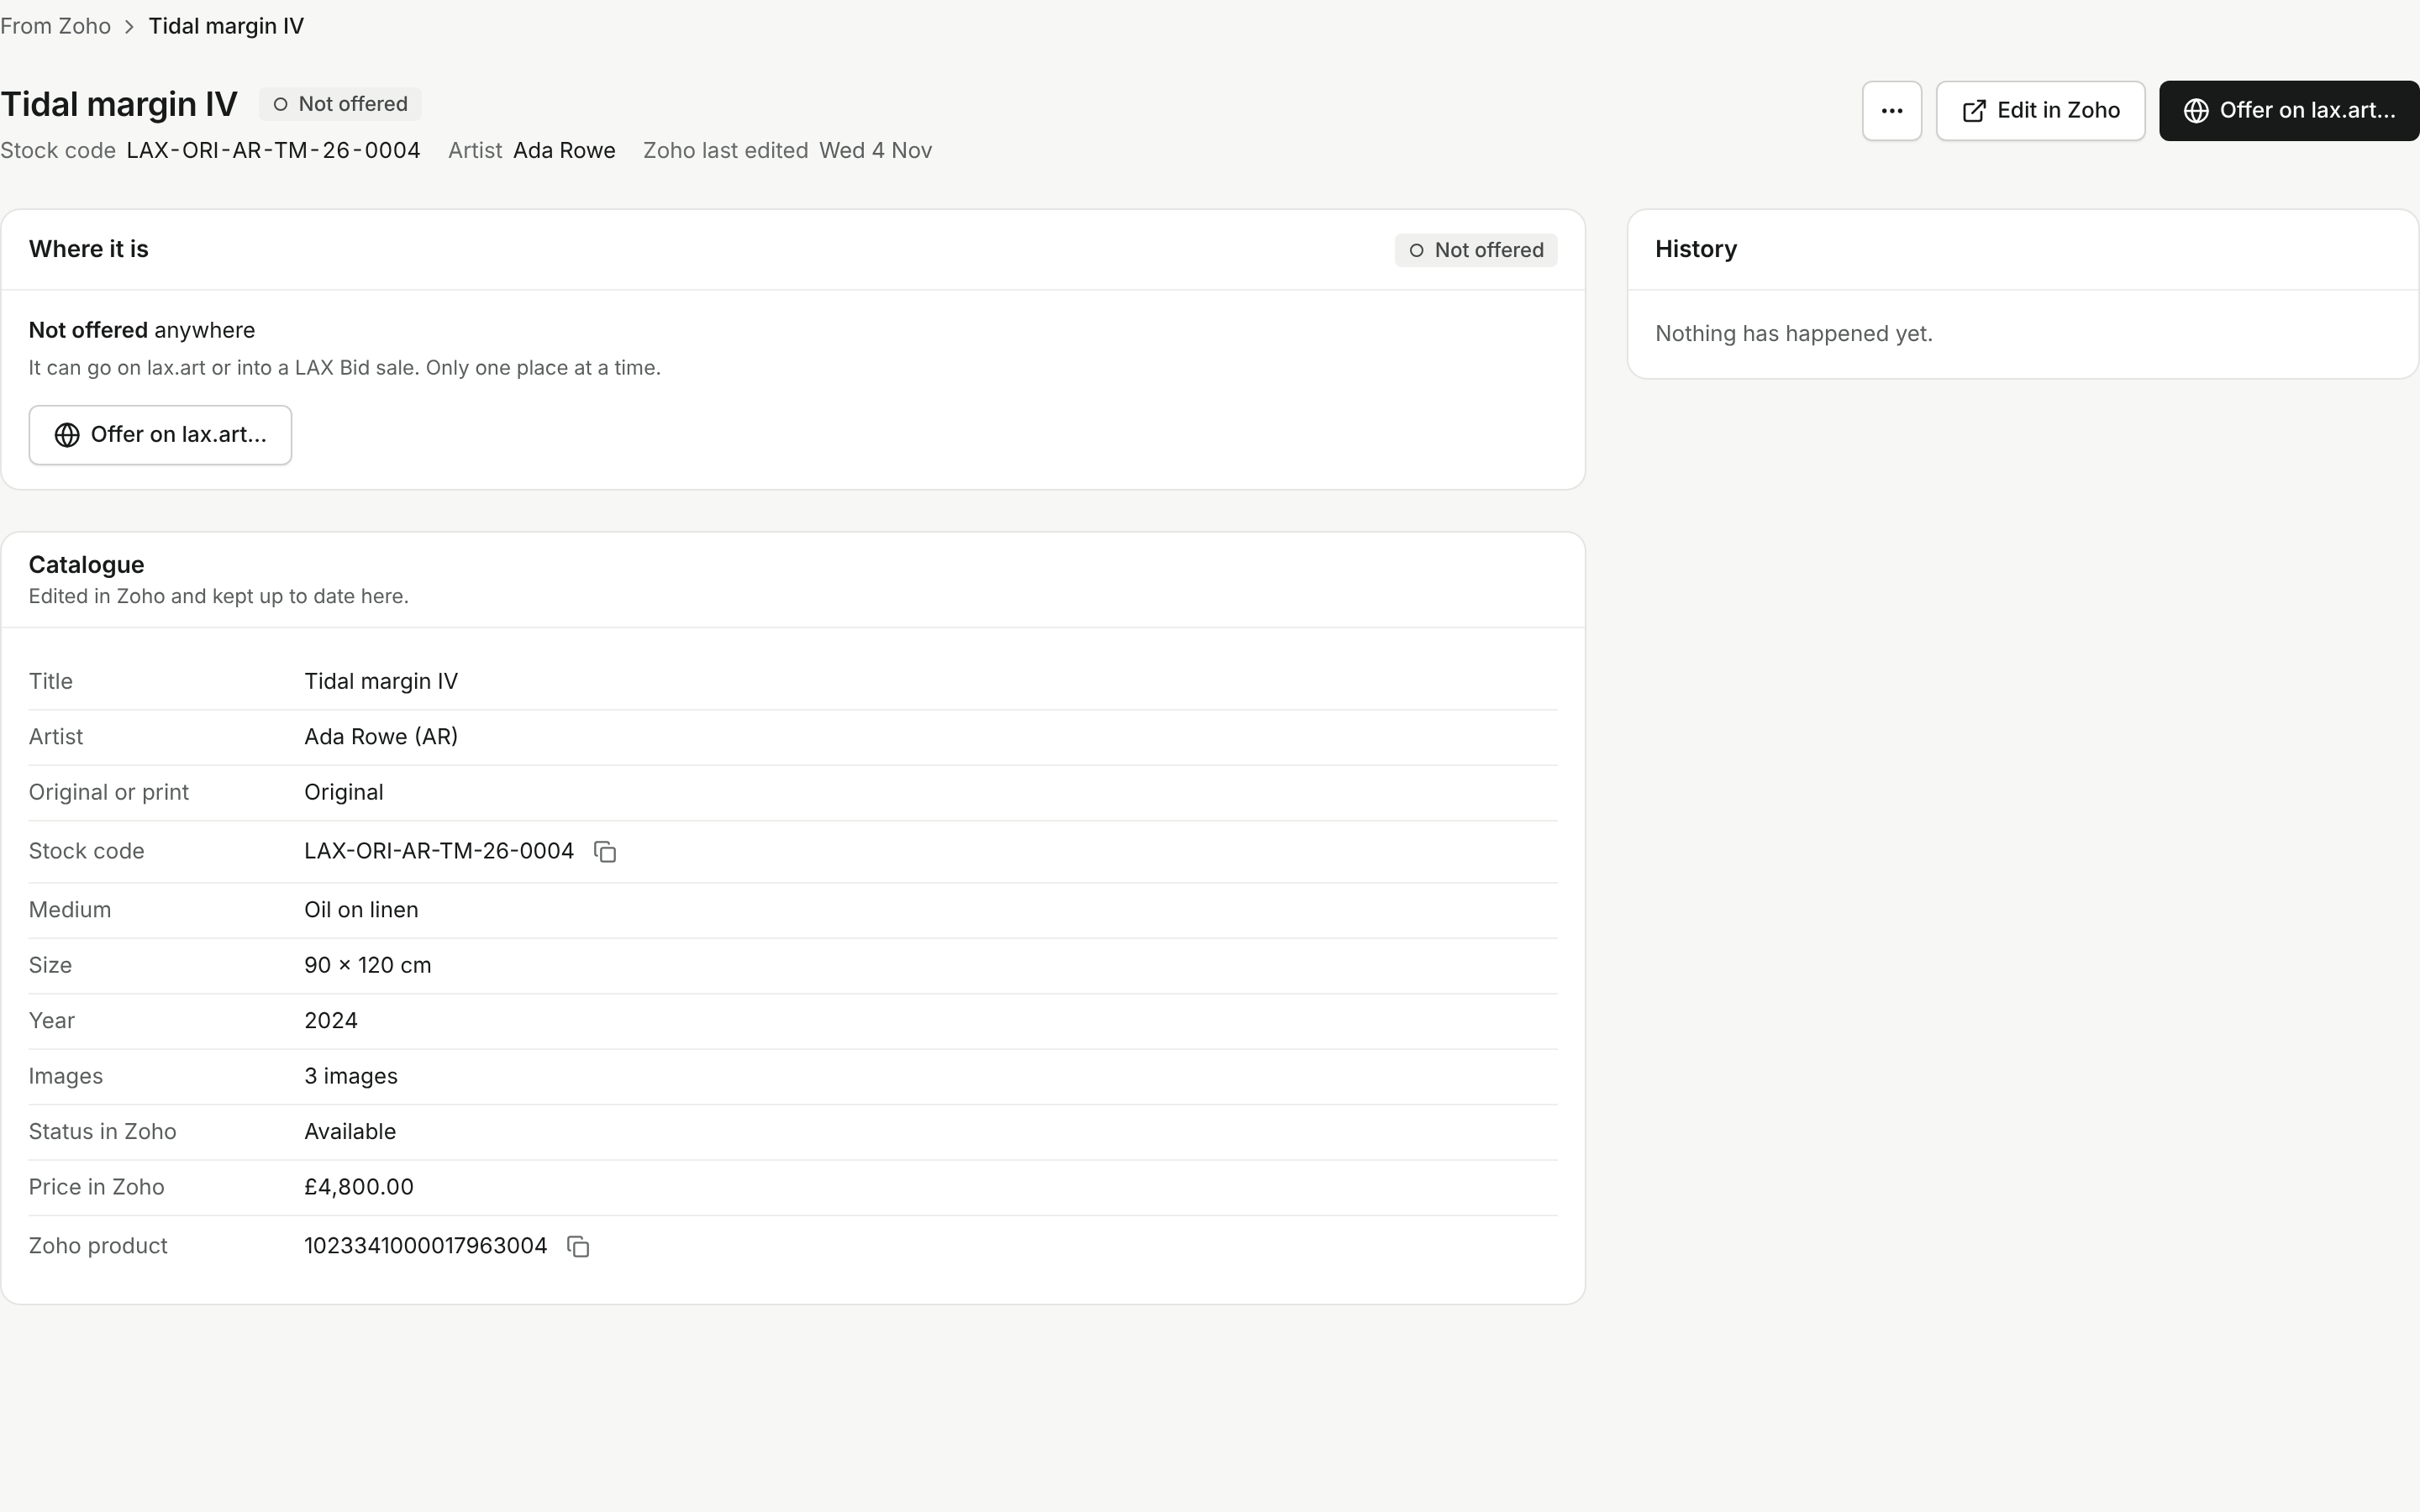 From Zoho > Tidal margin IV
Tidal margin IV Not offered
... Edit in Zoho Offer on lax.art...
Stock code LAX-ORI-AR-TM-26-0004 Artist Ada Rowe Zoho last edited Wed 4 Nov
Where it is Not offered
Not offered anywhere
It can go on lax.art or into a LAX Bid sale. Only one place at a time.
Offer on lax.art...
History
Nothing has happened yet.
Catalogue
Edited in Zoho and kept up to date here.
Title Tidal margin IV
Artist Ada Rowe (AR)
Original or print Original
Stock code LAX-ORI-AR-TM-26-0004
Medium Oil on linen
Size 90 × 120 cm
Year 2024
Images 3 images
Status in Zoho Available
Price in Zoho £4,800.00
Zoho product 1023341000017963004